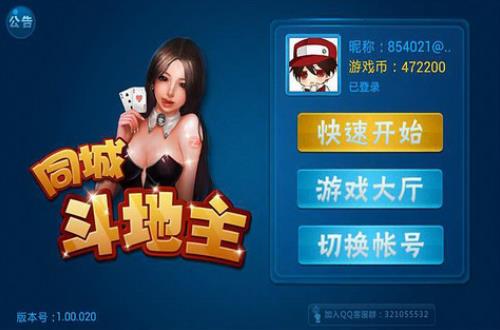 公告
昵称：854021@..
游戏币：472200
已登录
快速开始
同城
斗地主
游戏大厅
切换帐号
版本号：1.00.020
加入QQ客服群：321055532